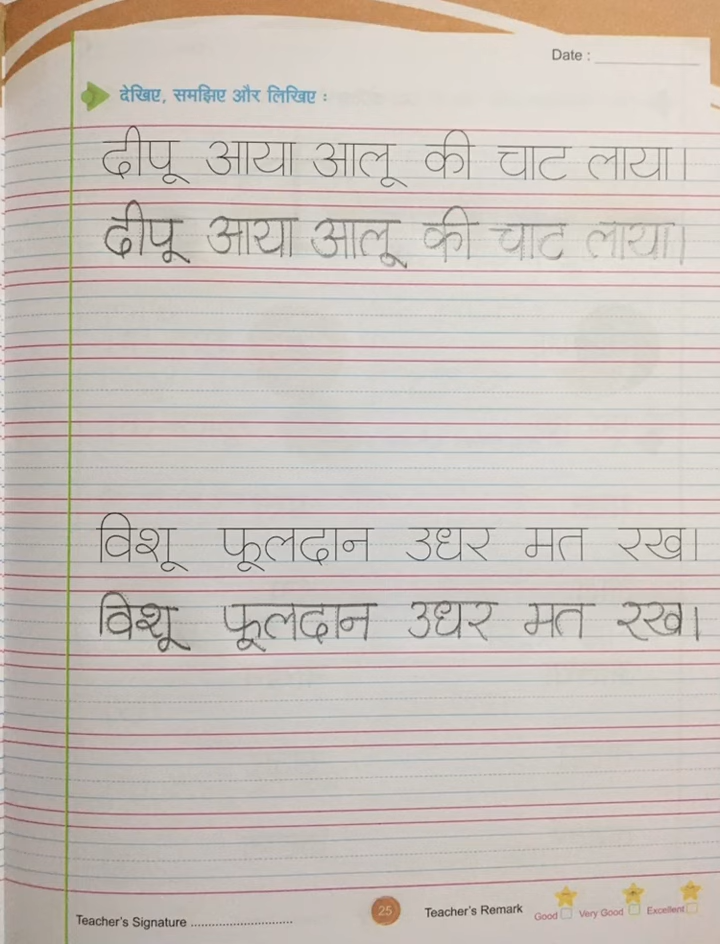 Date : ____________
देखिए, समझिए और लिखिए :
दीपू आया आलू की चाट लाया।
दीपू आया आलू की चाट लाया।
विशू फूलदान उधर मत रख।
विशू फूलदान उधर मत रख।
Teacher's Signature ..............................
25
Teacher's Remark
Good Very Good Excellent